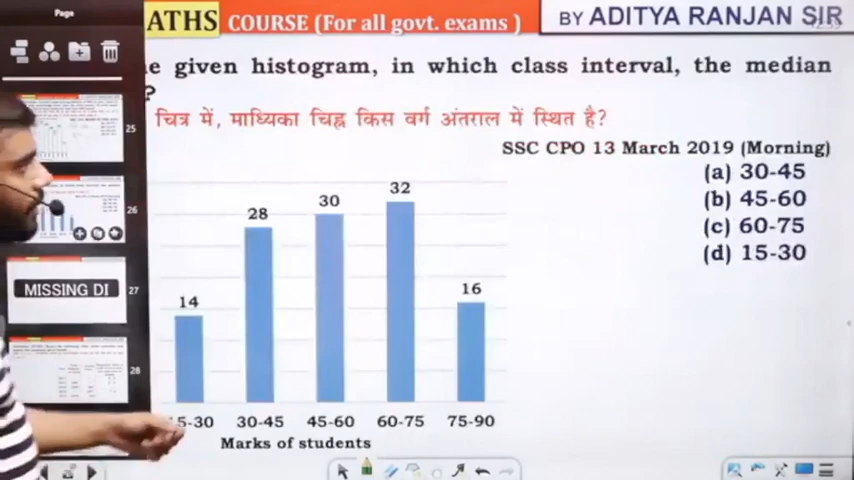 Page
ATHS COURSE (For all govt. exams) BY ADITYA RANJAN SIR
e given histogram, in which class interval, the median
?
चित्र में, माध्यिका चिह्न किस वर्ग अंतराल में स्थित है?
SSC CPO 13 March 2019 (Morning)
(a) 30-45
(b) 45-60
(c) 60-75
(d) 15-30
25
26
MISSING DI 27
28
14 28 30 32 16
5-30 30-45 45-60 60-75 75-90
Marks of students